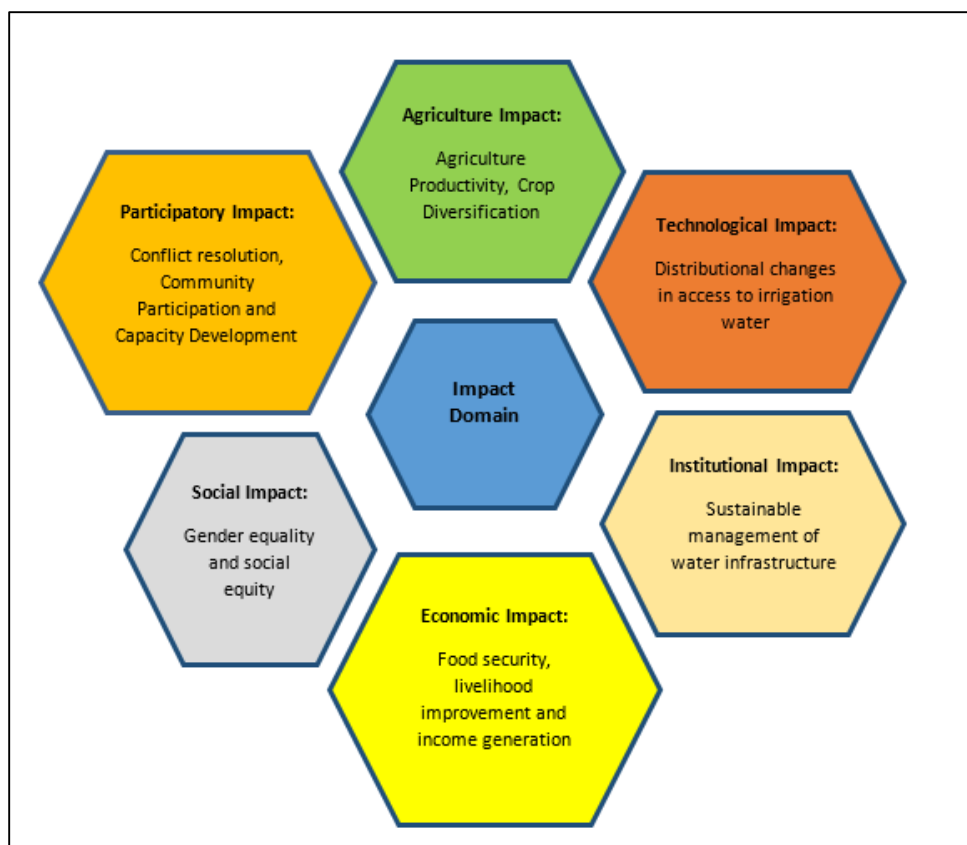 Agriculture Impact:
Agriculture
Productivity, Crop
Diversification
Participatory Impact:
Conflict resolution,
Community
Participation and
Capacity Development
Technological Impact:
Distributional changes
in access to irrigation
water
Impact
Domain
Social Impact:
Gender equality
and social
equity
Institutional Impact:
Sustainable
management of
water infrastructure
Economic Impact:
Food security,
livelihood
improvement and
income generation